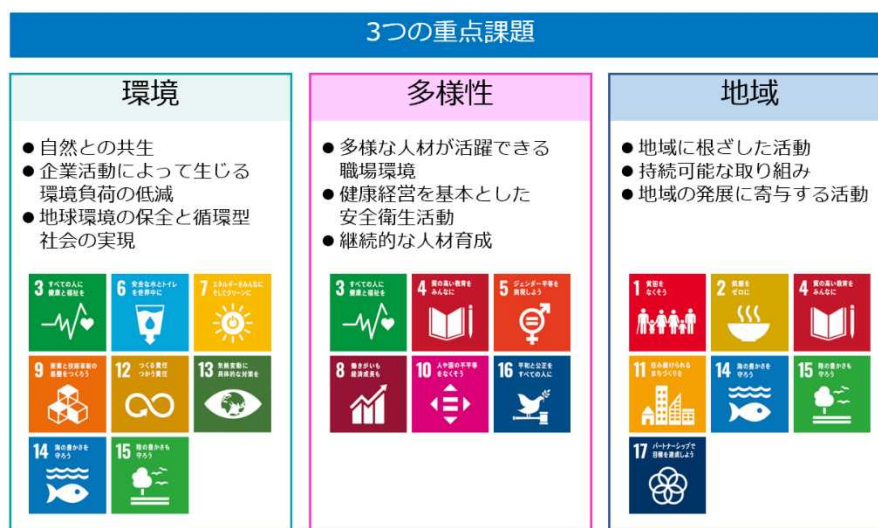 3つの重点課題
環境
● 自然との共生
● 企業活動によって生じる
環境負荷の低減
● 地球環境の保全と循環型
社会の実現
3 すべての人に
健康と福祉を
6 安全な水とトイレ
を世界中に
7 エネルギーをみんなに
そしてクリーンに
9 産業と技術革新の
基盤をつくろう
12 つくる責任
つかう責任
13 気候変動に
具体的な対策を
14 海の豊かさを
守ろう
15 陸の豊かさも
守ろう
多様性
● 多様な人材が活躍できる
職場環境
● 健康経営を基本とした
安全衛生活動
● 継続的な人材育成
3 すべての人に
健康と福祉を
4 質の高い教育を
みんなに
5 ジェンダー平等を
実現しよう
8 働きがいも
経済成長も
10 人や国の不平等
をなくそう
16 平和と公正を
すべての人に
地域
● 地域に根ざした活動
● 持続可能な取り組み
● 地域の発展に寄与する活動
1 貧困を
なくそう
2 飢餓を
ゼロに
4 質の高い教育を
みんなに
11 住み続けられる
まちづくりを
14 海の豊かさを
守ろう
15 陸の豊かさも
守ろう
17 パートナーシップで
目標を達成しよう